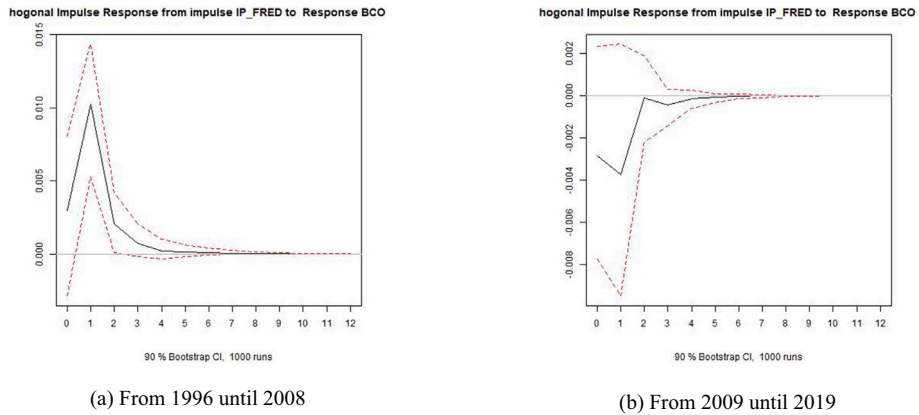 hogonal Impulse Response from impulse IP_FRED to Response BCO
0.015
0.010
0.005
0.000
0 1 2 3 4 5 6 7 8 9 10 11 12
90 % Bootstrap CI, 1000 runs
(a) From 1996 until 2008
hogonal Impulse Response from impulse IP_FRED to Response BCO
0.002
0.000
-0.002
-0.004
-0.006
-0.008
0 1 2 3 4 5 6 7 8 9 10 11 12
90 % Bootstrap CI, 1000 runs
(b) From 2009 until 2019